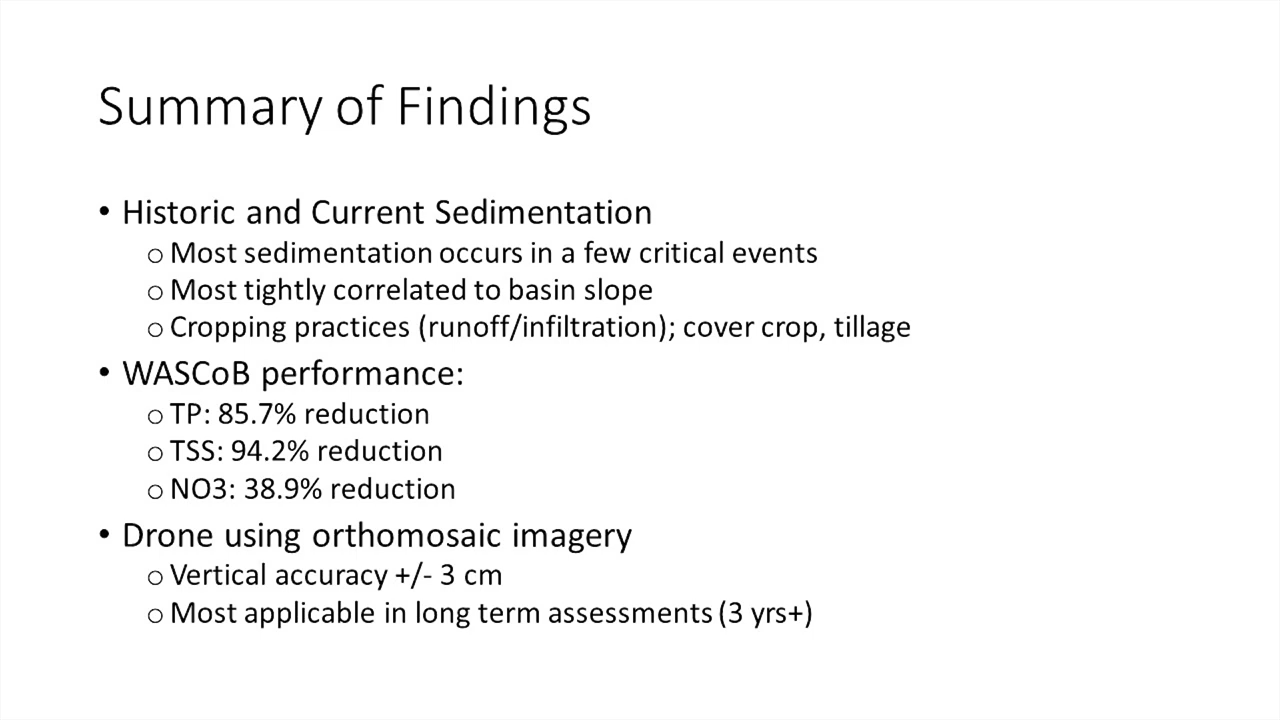 Summary of Findings
• Historic and Current Sedimentation
o Most sedimentation occurs in a few critical events
o Most tightly correlated to basin slope
o Cropping practices (runoff/infiltration); cover crop, tillage
• WASCoB performance:
o TP: 85.7% reduction
o TSS: 94.2% reduction
o NO3: 38.9% reduction
• Drone using orthomosaic imagery
o Vertical accuracy +/- 3 cm
o Most applicable in long term assessments (3 yrs+)